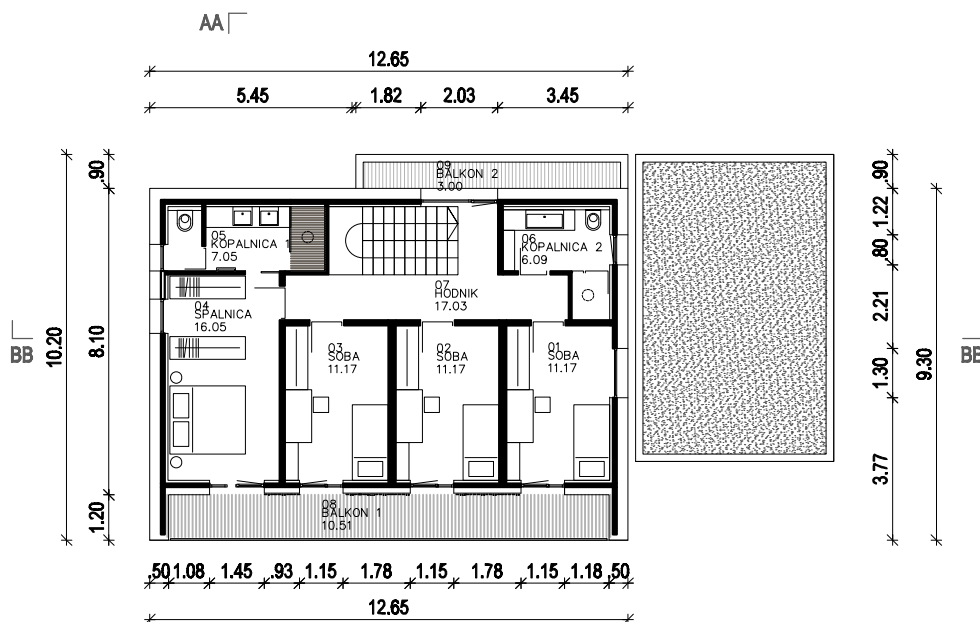 AA
12.65
5.45 1.82 2.03 3.45
.90
8.10
1.20
10.20
BB
09
BALKON 2
3.00
05
KOPALNICA 1
7.05
06
KOPALNICA 2
6.09
07
HODNIK
17.03
04
SPALNICA
16.05
03
SOBA
11.17
02
SOBA
11.17
01
SOBA
11.17
08
BALKON 1
10.51
.90
1.22
.80
2.21
1.30
3.77
9.30
BB
.50 1.08 1.45 .93 1.15 1.78 1.15 1.78 1.15 1.18 .50
12.65